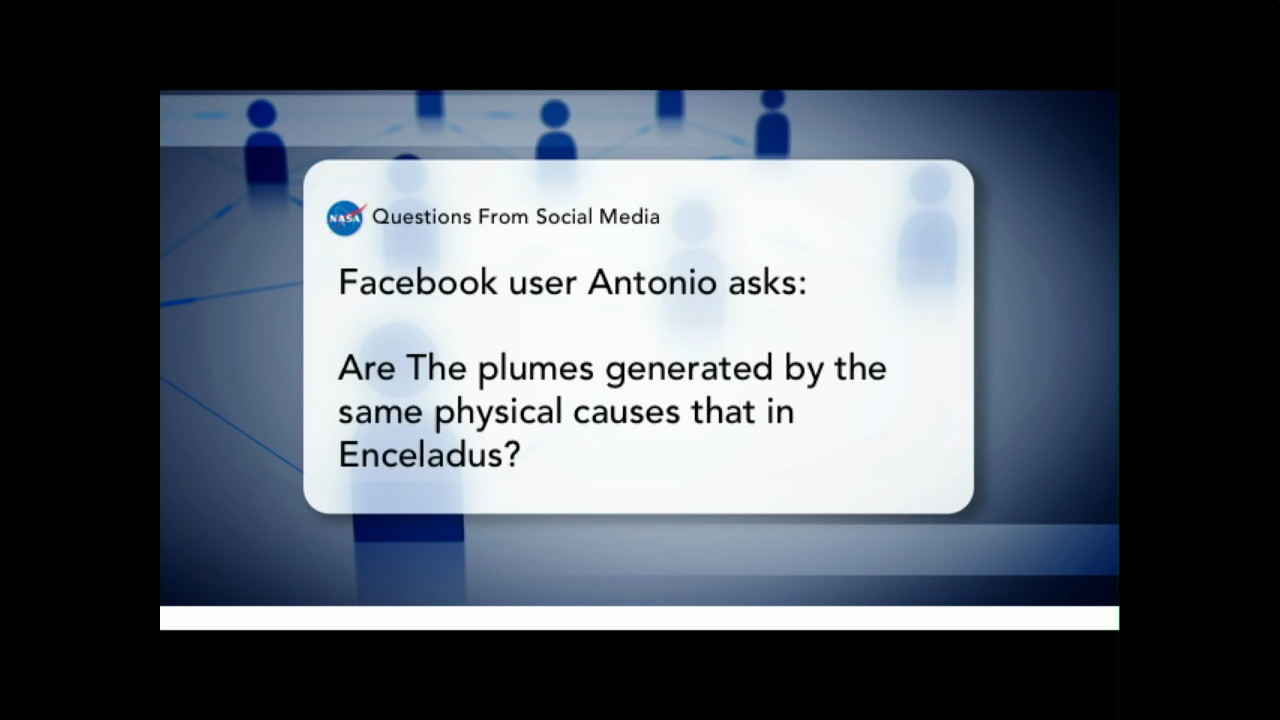 NASA
Questions From Social Media
Facebook user Antonio asks:
Are The plumes generated by the
same physical causes that in
Enceladus?